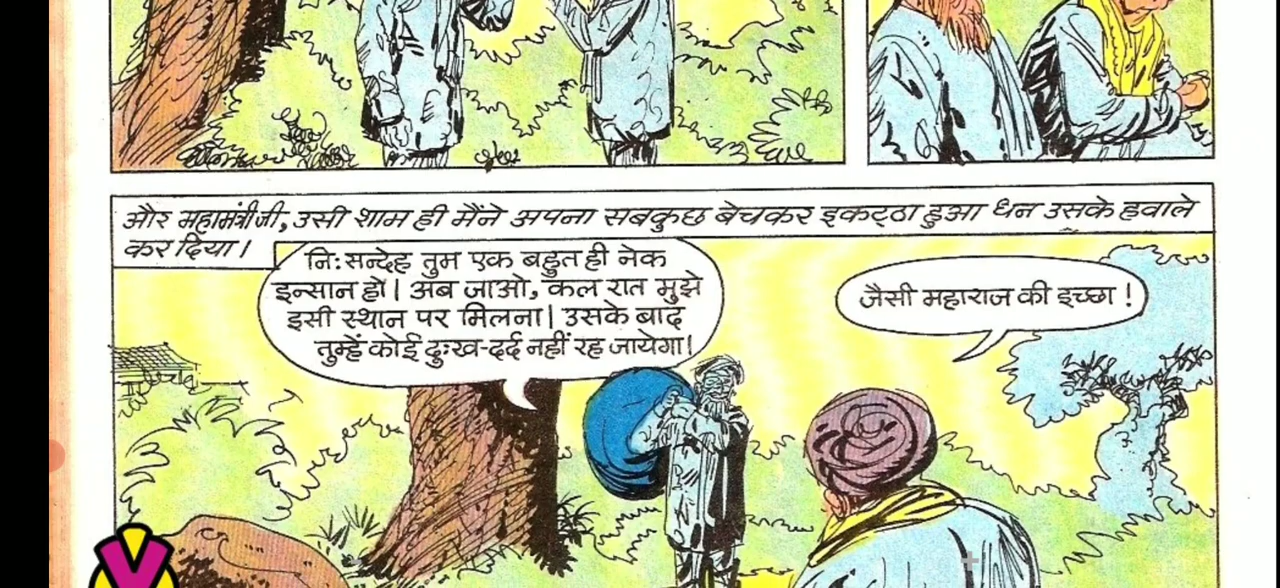 और महामंत्रीजी, उसी शाम ही मैंने अपना सबकुछ बेचकर इकट्ठा हुआ धन उसके हवाले
कर दिया।
नि:सन्देह तुम एक बहुत ही नेक
इन्सान हो। अब जाओ, कल रात मुझे
इसी स्थान पर मिलना। उसके बाद
तुम्हें कोई दुःख-दर्द नहीं रह जायेगा।
जैसी महाराज की इच्छा !
V